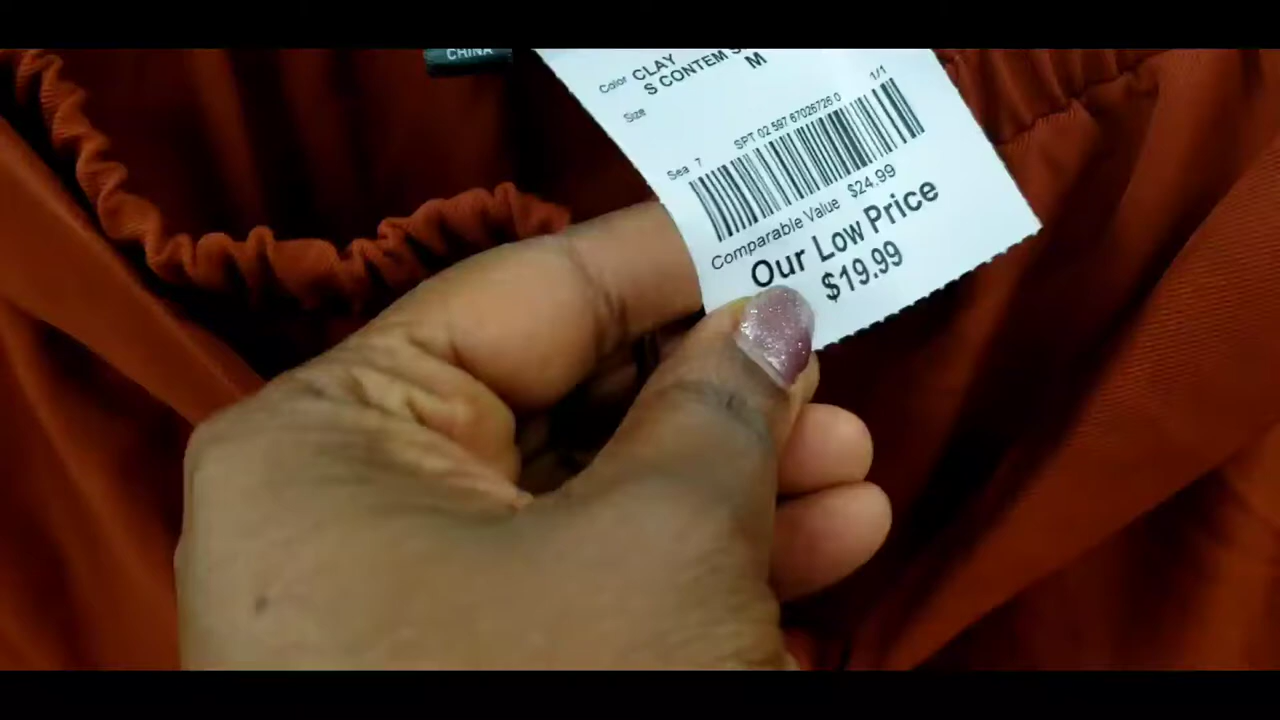 CHINA
Color CLAY
S CONTEM S
Size M
1/1
SPT 02 597 67026726 0
Sea 7
Comparable Value $24.99
Our Low Price
$19.99